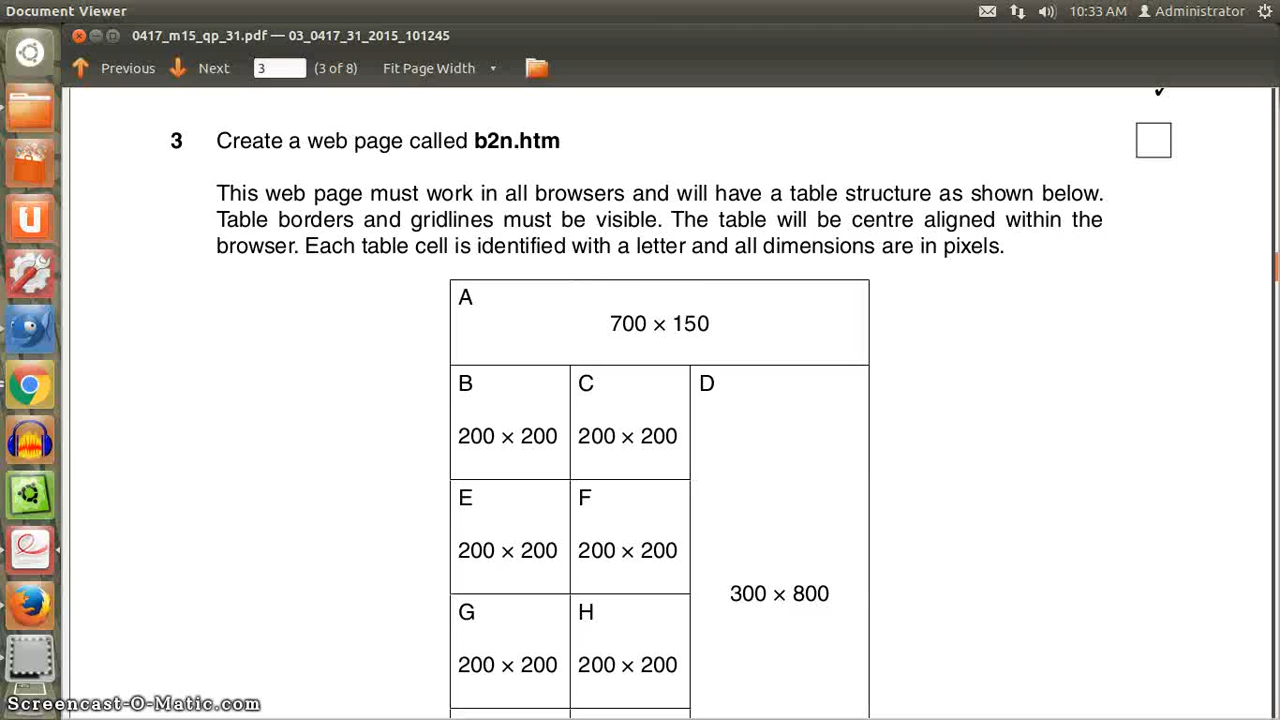 Document Viewer
10:33 AM Administrator
0417_m15_qp_31.pdf — 03_0417_31_2015_101245
Previous Next 3 (3 of 8) Fit Page Width
3 Create a web page called b2n.htm
This web page must work in all browsers and will have a table structure as shown below.
Table borders and gridlines must be visible. The table will be centre aligned within the
browser. Each table cell is identified with a letter and all dimensions are in pixels.
A
700 × 150
B C D
200 × 200 200 × 200
E F
200 × 200 200 × 200
300 × 800
G H
200 × 200 200 × 200
Screencast-O-Matic.com